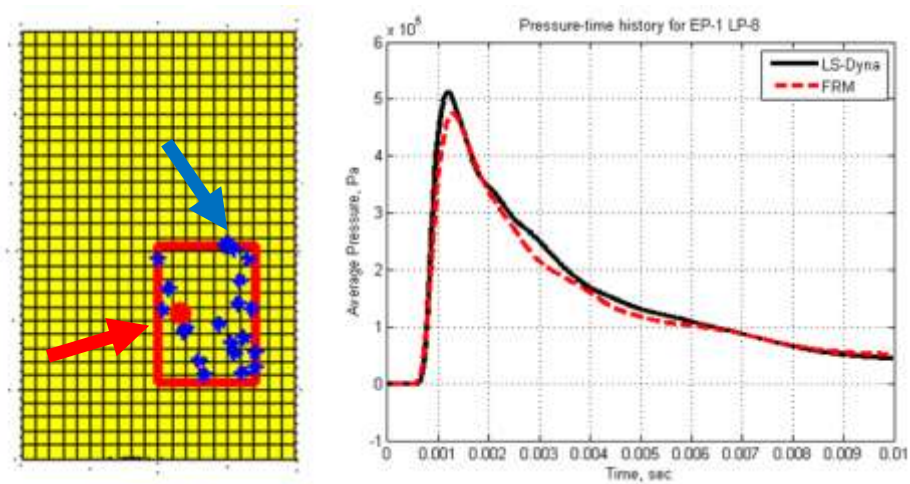 Pressure-time history for EP-1 LP-8
x 10⁵
6
5
4
3
2
1
0
-1
Average Pressure, Pa
LS-Dyna
FRM
0 0.001 0.002 0.003 0.004 0.005 0.006 0.007 0.008 0.009 0.01
Time, sec